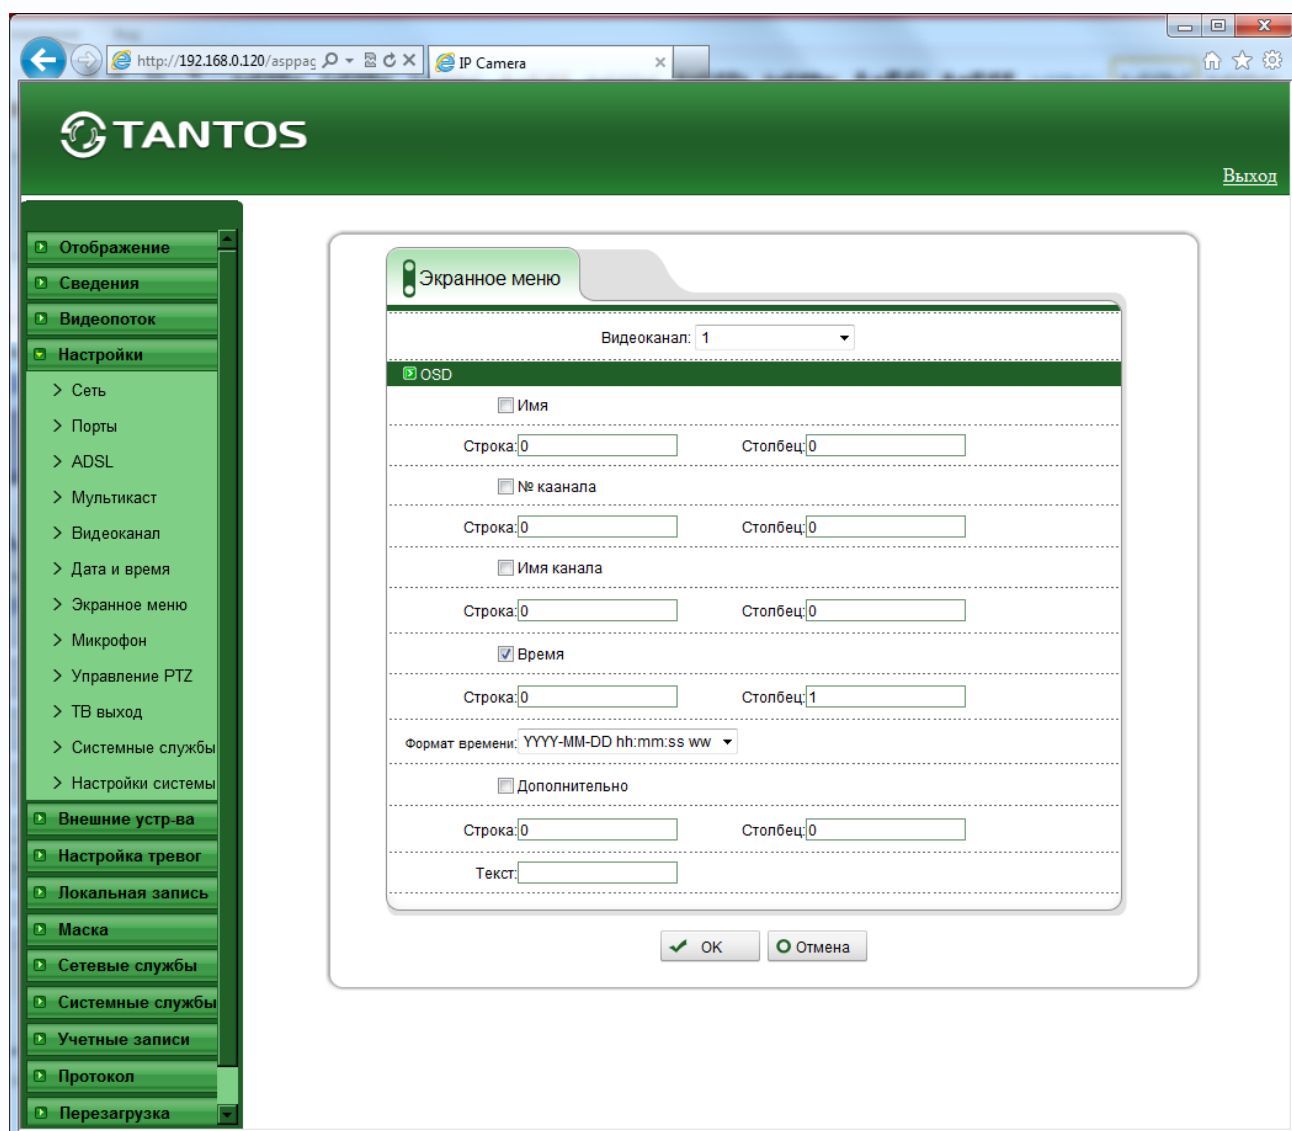 http://192.168.0.120/asppag
IP Camera
TANTOS
Выход
Отображение
Сведения
Видеопоток
Настройки
Сеть
Порты
ADSL
Мультикаст
Видеоканал
Дата и время
Экранное меню
Микрофон
Управление PTZ
ТВ выход
Системные службы
Настройки системы
Внешние устр-ва
Настройка тревог
Локальная запись
Маска
Сетевые службы
Системные службы
Учетные записи
Протокол
Перезагрузка
Экранное меню
Видеоканал: 1
OSD
Имя
Строка: 0 Столбец: 0
№ каанала
Строка: 0 Столбец: 0
Имя канала
Строка: 0 Столбец: 0
Время
Строка: 0 Столбец: 1
Формат времени: YYYY-MM-DD hh:mm:ss ww
Дополнительно
Строка: 0 Столбец: 0
Текст:
OK Отмена